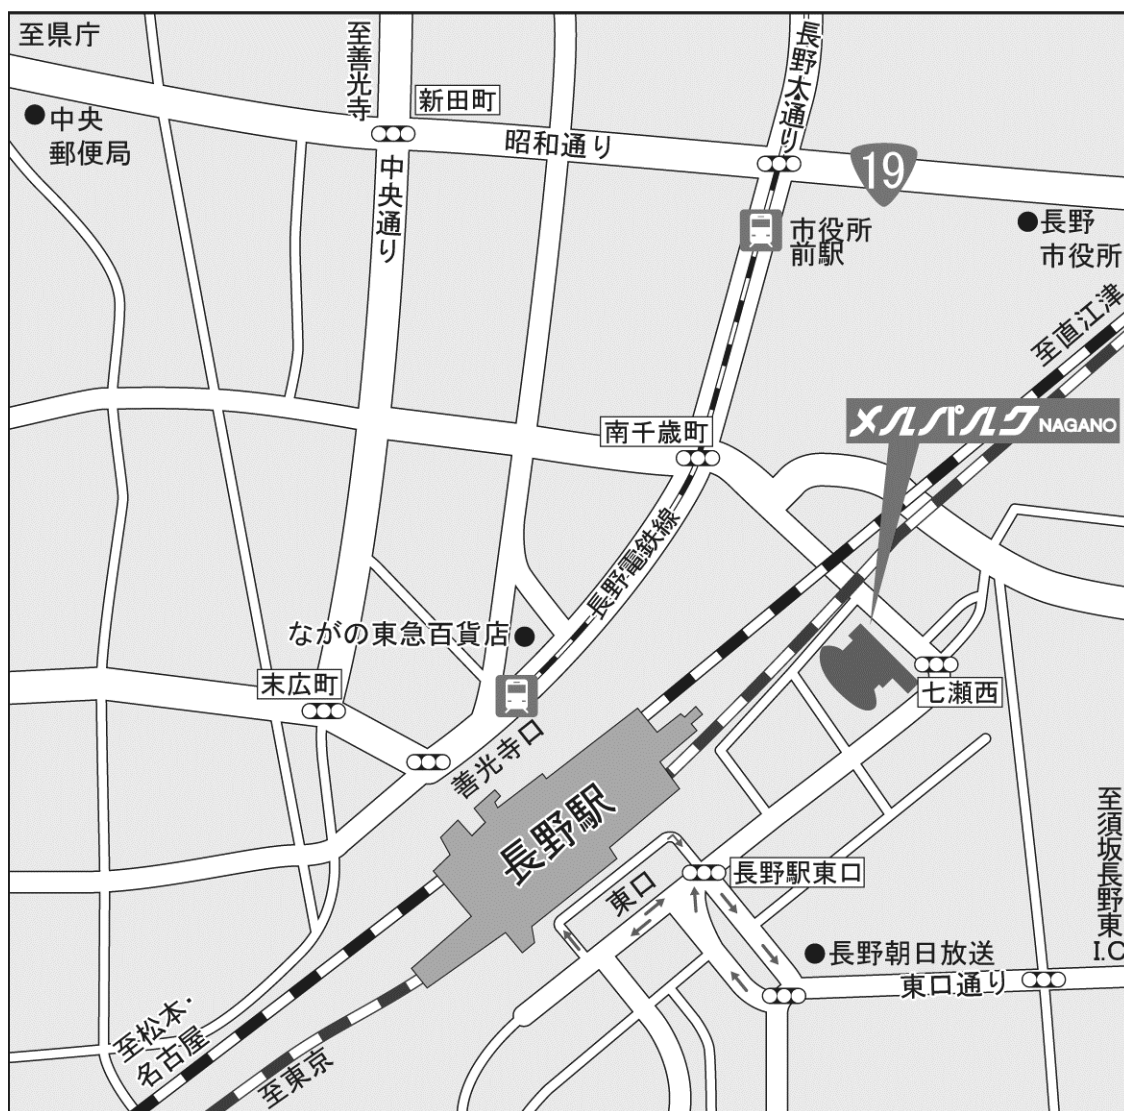 至県庁
至善光寺
長野大通り
新田町
中央
郵便局
昭和通り
19
中央通り
市役所
前駅
長野
市役所
至直江津
メルパルク NAGANO
南千歳町
長野電鉄線
ながの東急百貨店
末広町
七瀬西
善光寺口
長野駅
至須坂長野東I.C
長野駅東口
東口
長野朝日放送
東口通り
至松本・
名古屋
至東京